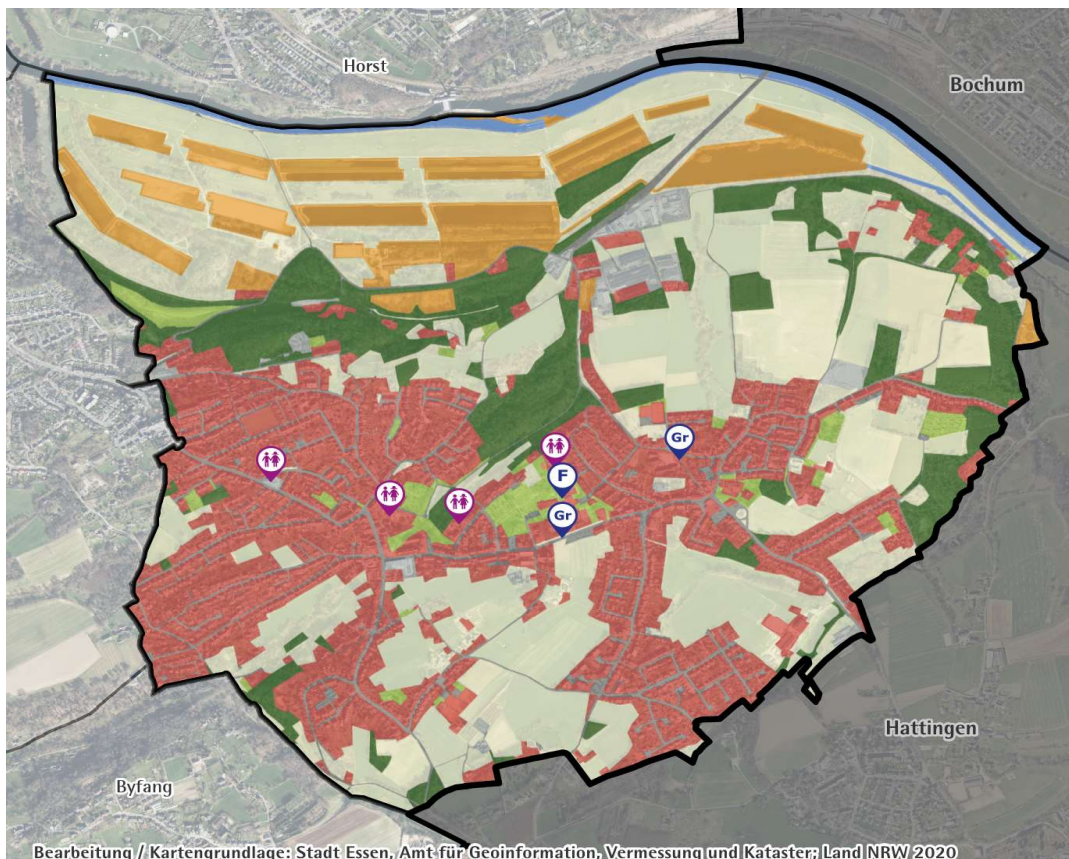 Horst
Bochum
Gr
F
Gr
Hattingen
Byfang
Bearbeitung / Kartengrundlage: Stadt Essen, Amt für Geoinformation, Vermessung und Kataster; Land NRW 2020